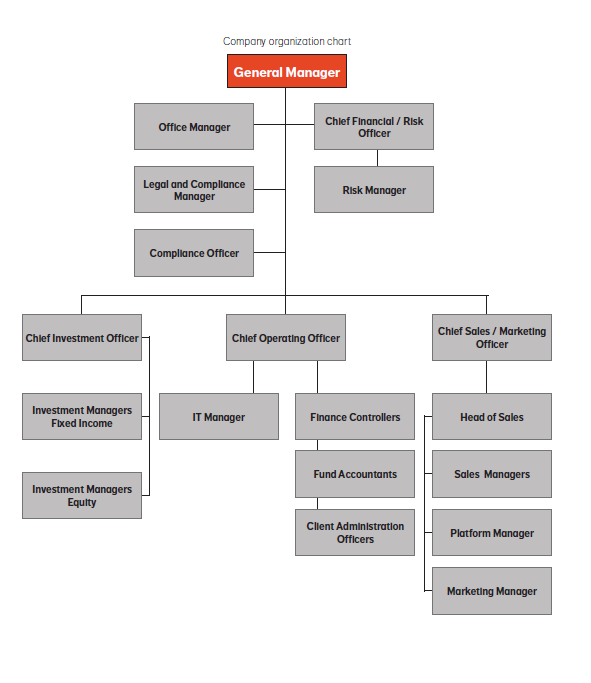 Company organization chart
General Manager
Office Manager
Chief Financial / Risk
Officer
Legal and Compliance
Manager
Risk Manager
Compliance Officer
Chief Investment Officer
Chief Operating Officer
Chief Sales / Marketing
Officer
Investment Managers
Fixed Income
IT Manager
Finance Controllers
Head of Sales
Investment Managers
Equity
Fund Accountants
Sales Managers
Client Administration
Officers
Platform Manager
Marketing Manager